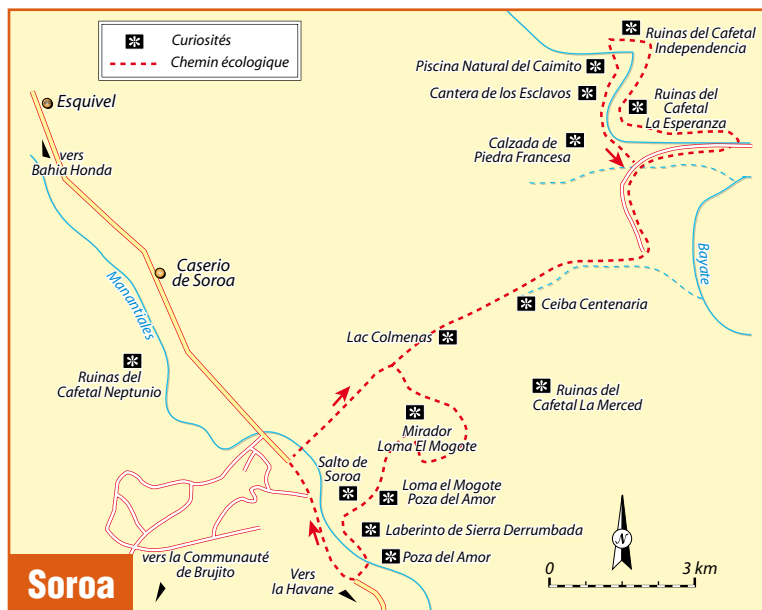 Curiosités
Chemin écologique
Ruinas del Cafetal
Independencia
Piscina Natural del Caimito
Cantera de los Esclavos
Ruinas del
Cafetal
La Esperanza
Esquivel
Calzada de
Piedra Francesa
vers
Bahia Honda
Bayate
Caserio
de Soroa
Manantiales
Ceiba Centenaria
Lac Colmenas
Ruinas del
Cafetal Neptunio
Ruinas del
Cafetal La Merced
Mirador
Loma El Mogote
Salto de
Soroa
Loma el Mogote
Poza del Amor
Laberinto de Sierra Derrumbada
Poza del Amor
vers la Communauté
de Brujito
Vers
la Havane
N
0 3 km
Soroa